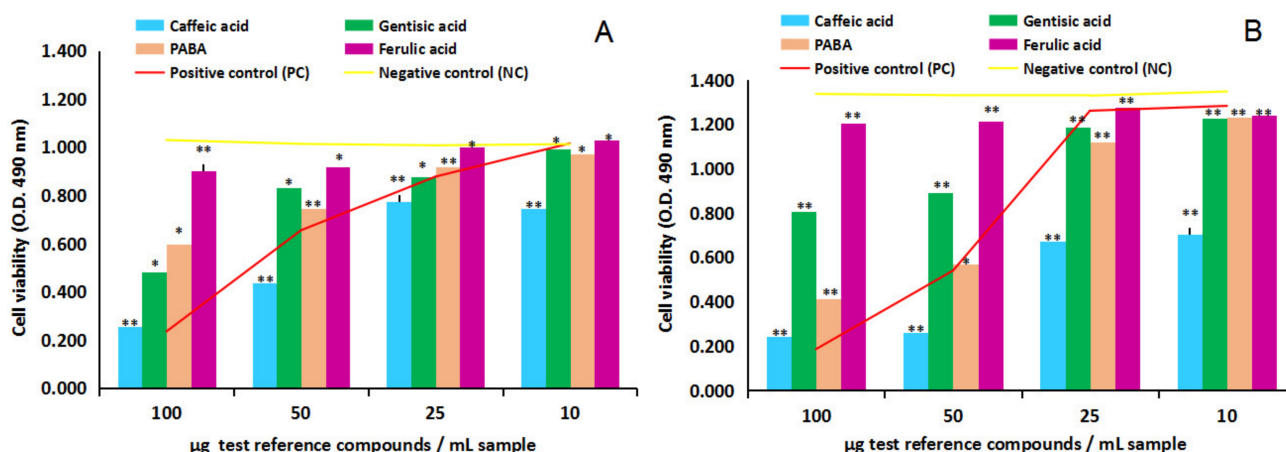 Caffeic acid
Gentisic acid
A
PABA
Ferulic acid
Positive control (PC)
Negative control (NC)
Cell viability (O.D. 490 nm)
1.400
1.200
1.000
0.800
0.600
0.400
0.200
0.000
** * * **
** * ** *
** * ** *
** * * *
100 50 25 10
µg test reference compounds / mL sample
Caffeic acid
Gentisic acid
B
PABA
Ferulic acid
Positive control (PC)
Negative control (NC)
Cell viability (O.D. 490 nm)
1.400
1.200
1.000
0.800
0.600
0.400
0.200
0.000
** ** ** **
** ** * **
** ** ** **
** ** ** **
100 50 25 10
µg test reference compounds / mL sample